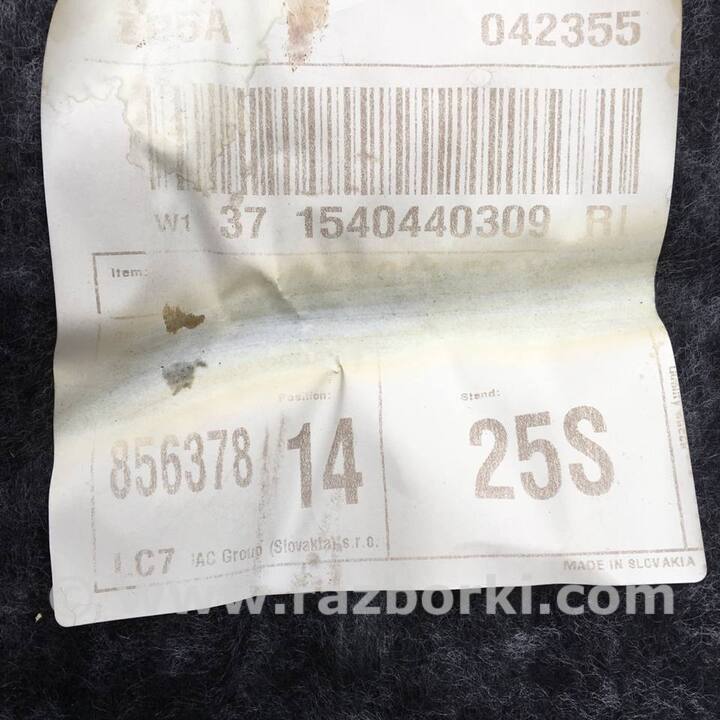 042355
W1 37 1540440309 RL
Item:
Position:
Stand:
856378 14 25S
LC7 IAC Group (Slovakia) s.r.o.
MADE IN SLOVAKIA
www.razborki.com